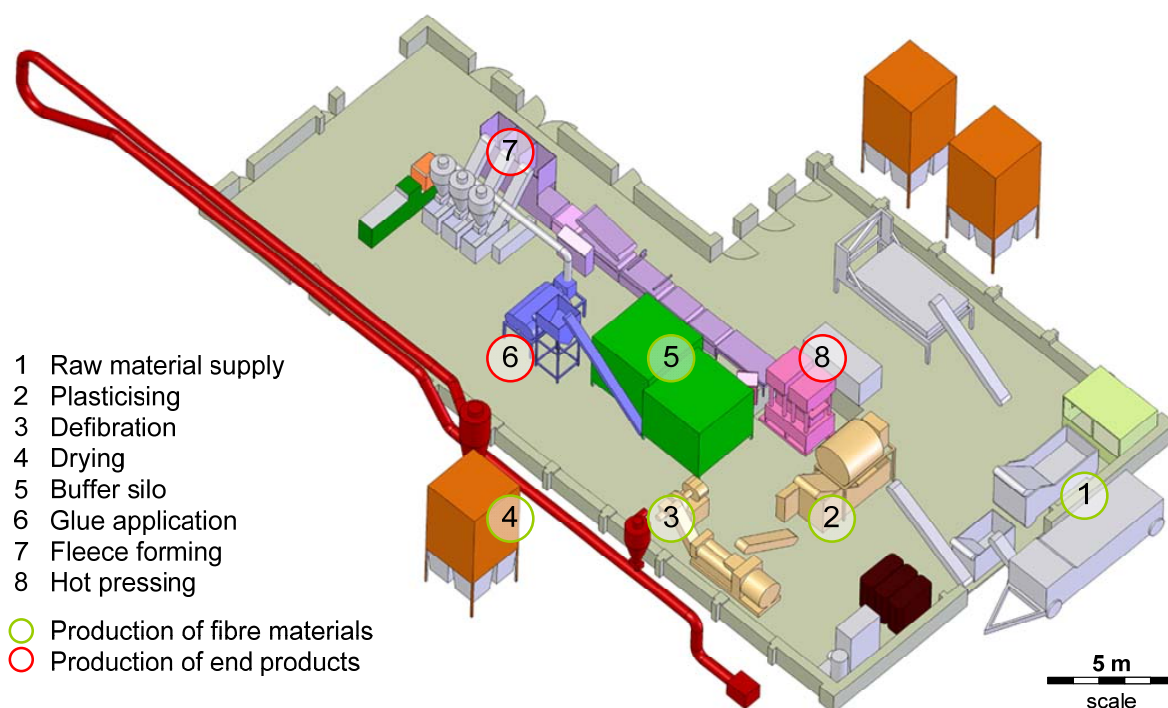 7
5
6
8
1
2
3
4
1 Raw material supply
2 Plasticising
3 Defibration
4 Drying
5 Buffer silo
6 Glue application
7 Fleece forming
8 Hot pressing
Production of fibre materials
Production of end products
5 m
scale